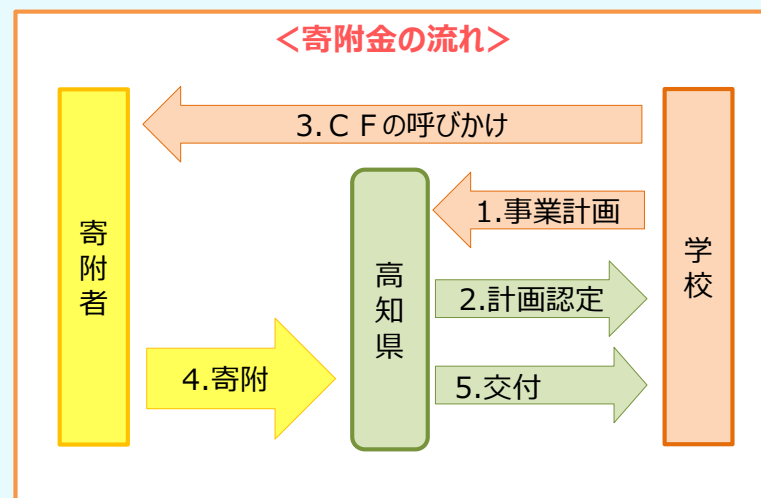 ＜寄附金の流れ＞
3.ＣＦの呼びかけ
1.事業計画
寄附者
高知県
学校
2.計画認定
4.寄附
5.交付